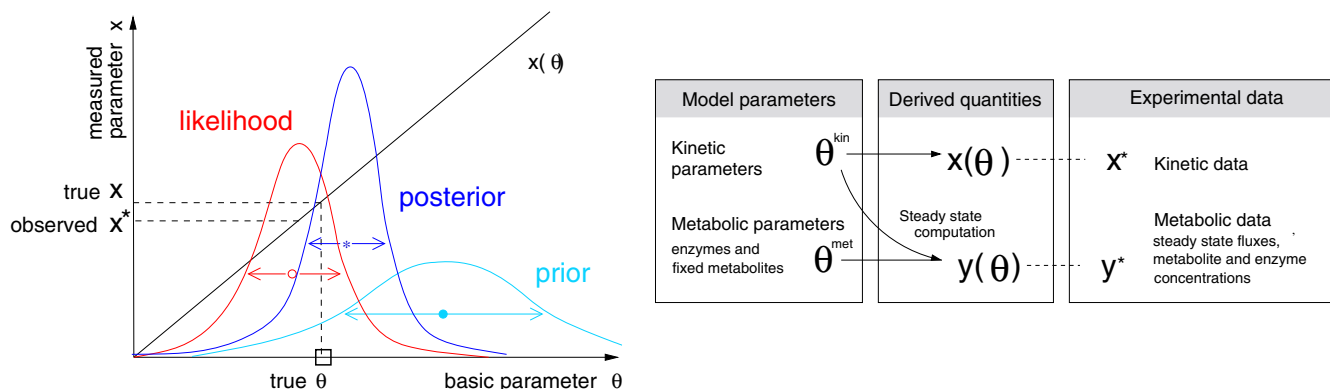 measured
parameter x
x(θ)
likelihood
true x
posterior
observed x*
*
prior
true θ
basic parameter θ
Model parameters
Kinetic
parameters
θkin
Metabolic parameters
enzymes and
fixed metabolites
θmet
Derived quantities
x(θ)
Steady state
computation
y(θ)
Experimental data
x* Kinetic data
Metabolic data
steady state fluxes, ,
metabolite and enzyme
y*
concentrations